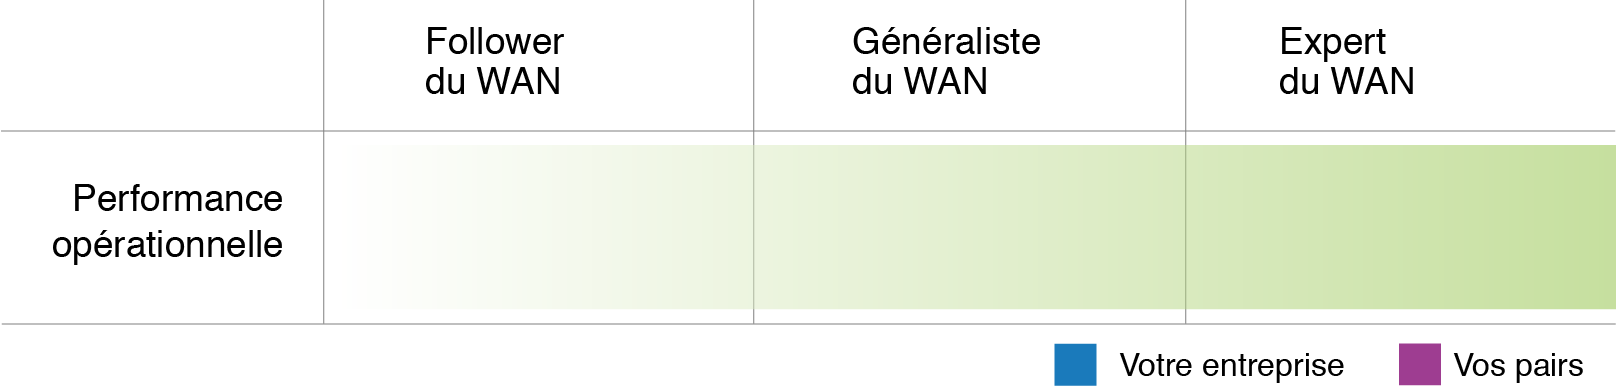 Follower
du WAN
Généraliste
du WAN
Expert
du WAN
Performance
opérationnelle
Votre entreprise
Vos pairs